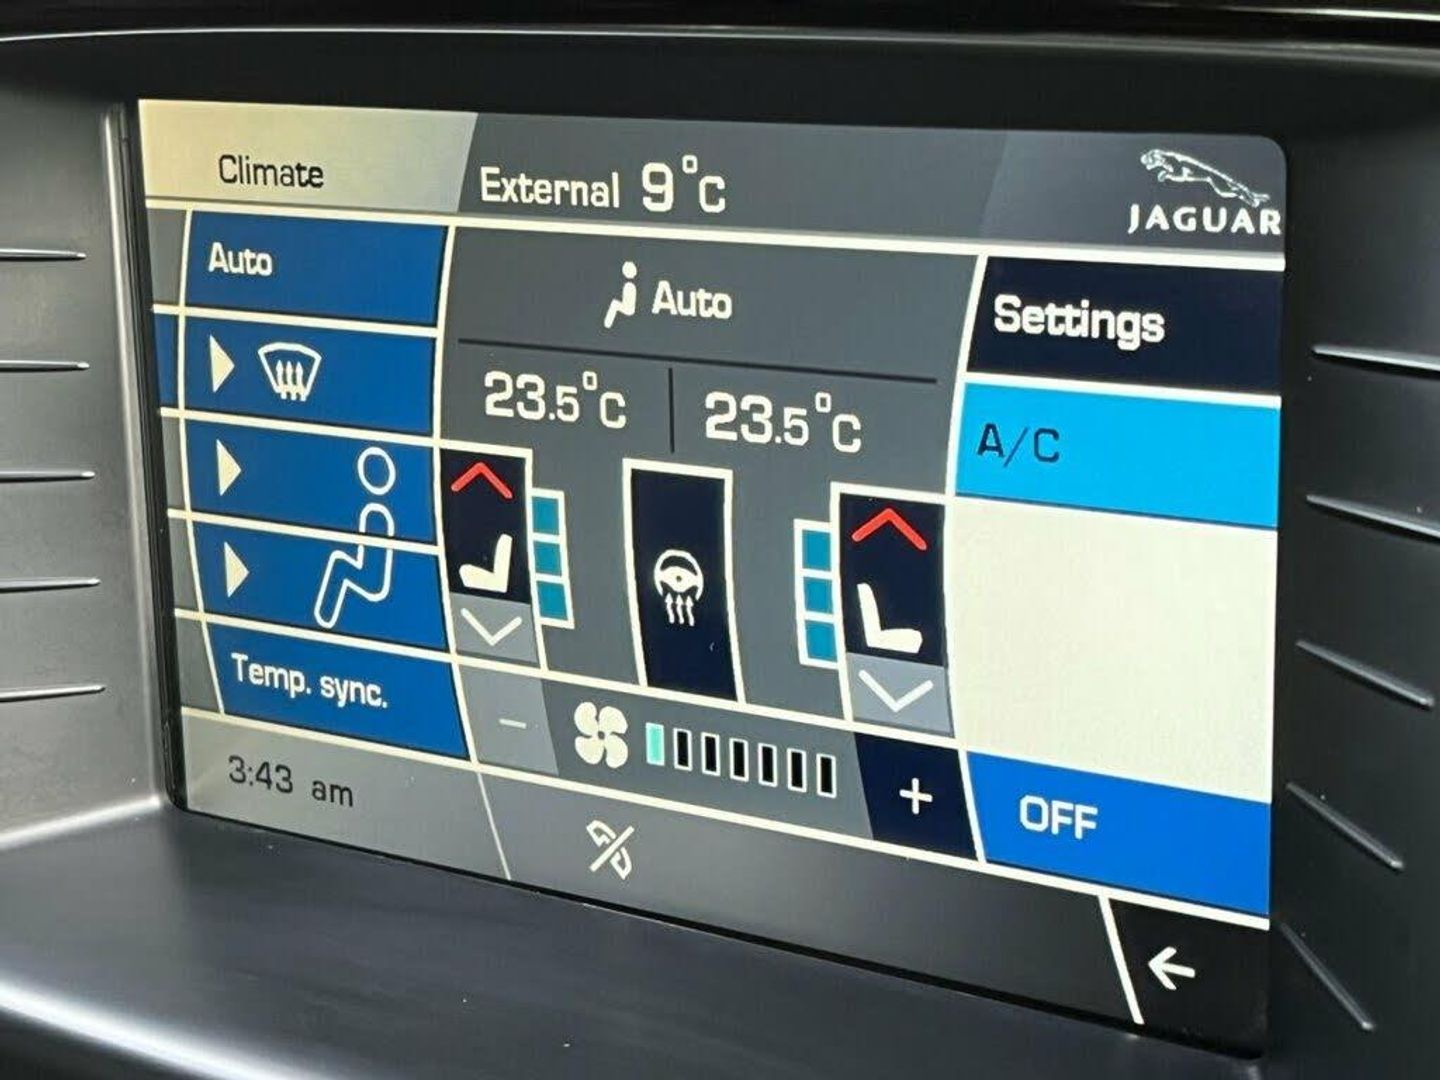 Climate
External 9°C
JAGUAR
Auto
Auto
Settings
23.5°C
23.5°C
A/C
Temp. sync.
-
+
OFF
3:43 am